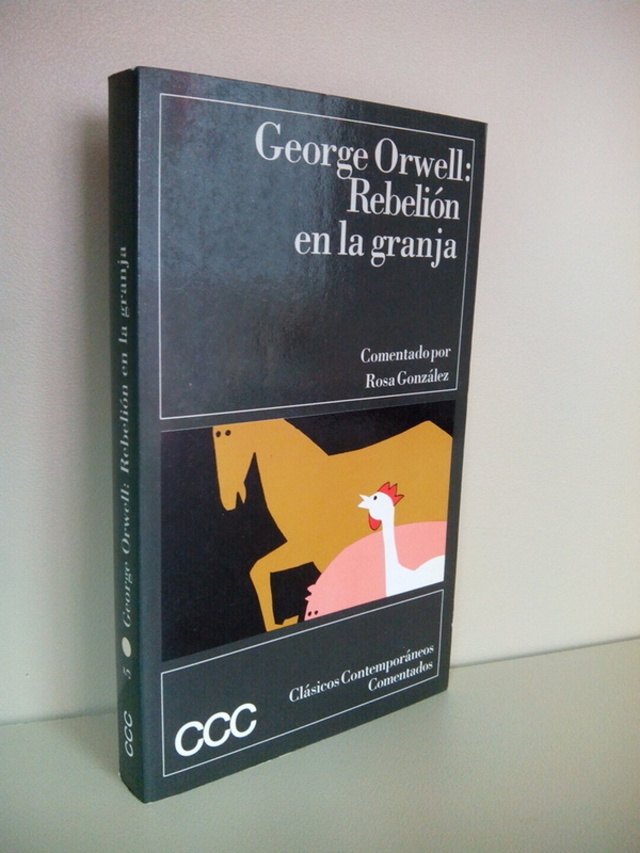 George Orwell:
Rebelión
en la granja
Comentado por
Rosa González
Clásicos Contemporáneos
Comentados
CCC
CCC 5 George Orwell: Rebelión en la granja